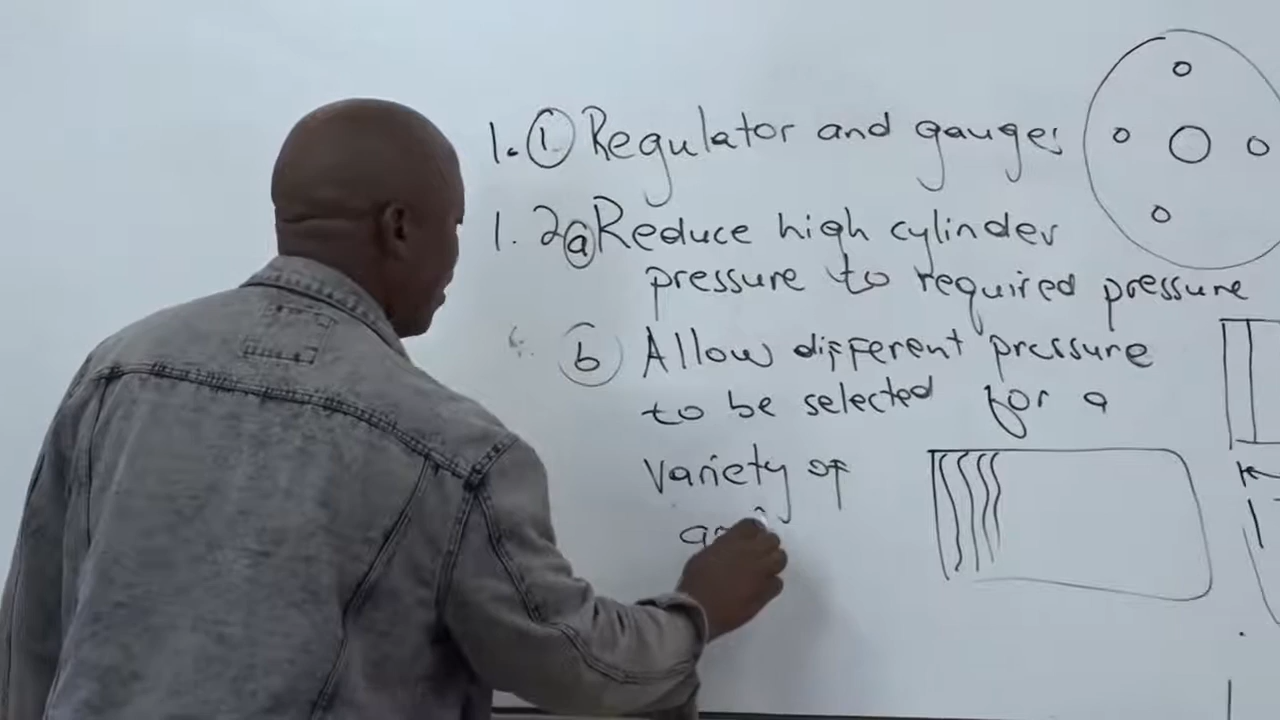 1. ① Regulator and gauges
1. 2ⓐ Reduce high cylinder
pressure to required pressure
ⓑ Allow different pressure
to be selected for a
variety of